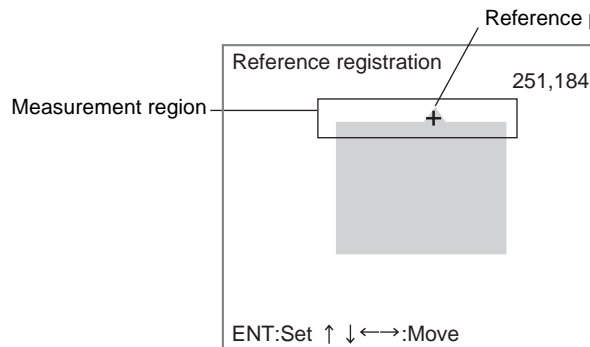 Reference
Reference registration
251,184
Measurement region
ENT:Set ↑ ↓ ←→:Move